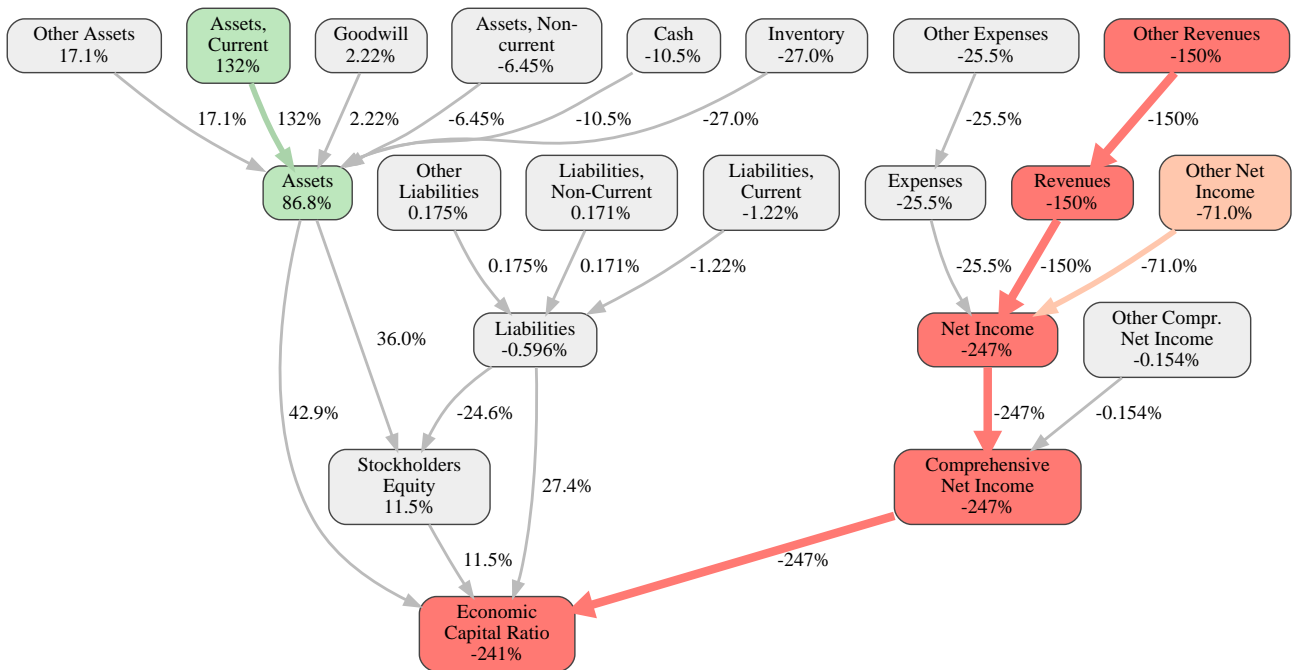 Other Assets
17.1%
Assets,
Current
132%
Goodwill
2.22%
Assets, Non-
current
-6.45%
Cash
-10.5%
Inventory
-27.0%
Other Expenses
-25.5%
Other Revenues
-150%
17.1%
132%
2.22%
-6.45%
-10.5%
-27.0%
-25.5%
-150%
Assets
86.8%
Other
Liabilities
0.175%
Liabilities,
Non-Current
0.171%
Liabilities,
Current
-1.22%
Expenses
-25.5%
Revenues
-150%
Other Net
Income
-71.0%
0.175%
0.171%
-1.22%
-25.5%
-150%
-71.0%
36.0%
Liabilities
-0.596%
Net Income
-247%
Other Compr.
Net Income
-0.154%
42.9%
-24.6%
-247%
-0.154%
Stockholders
Equity
11.5%
27.4%
Comprehensive
Net Income
-247%
11.5%
-247%
Economic
Capital Ratio
-241%